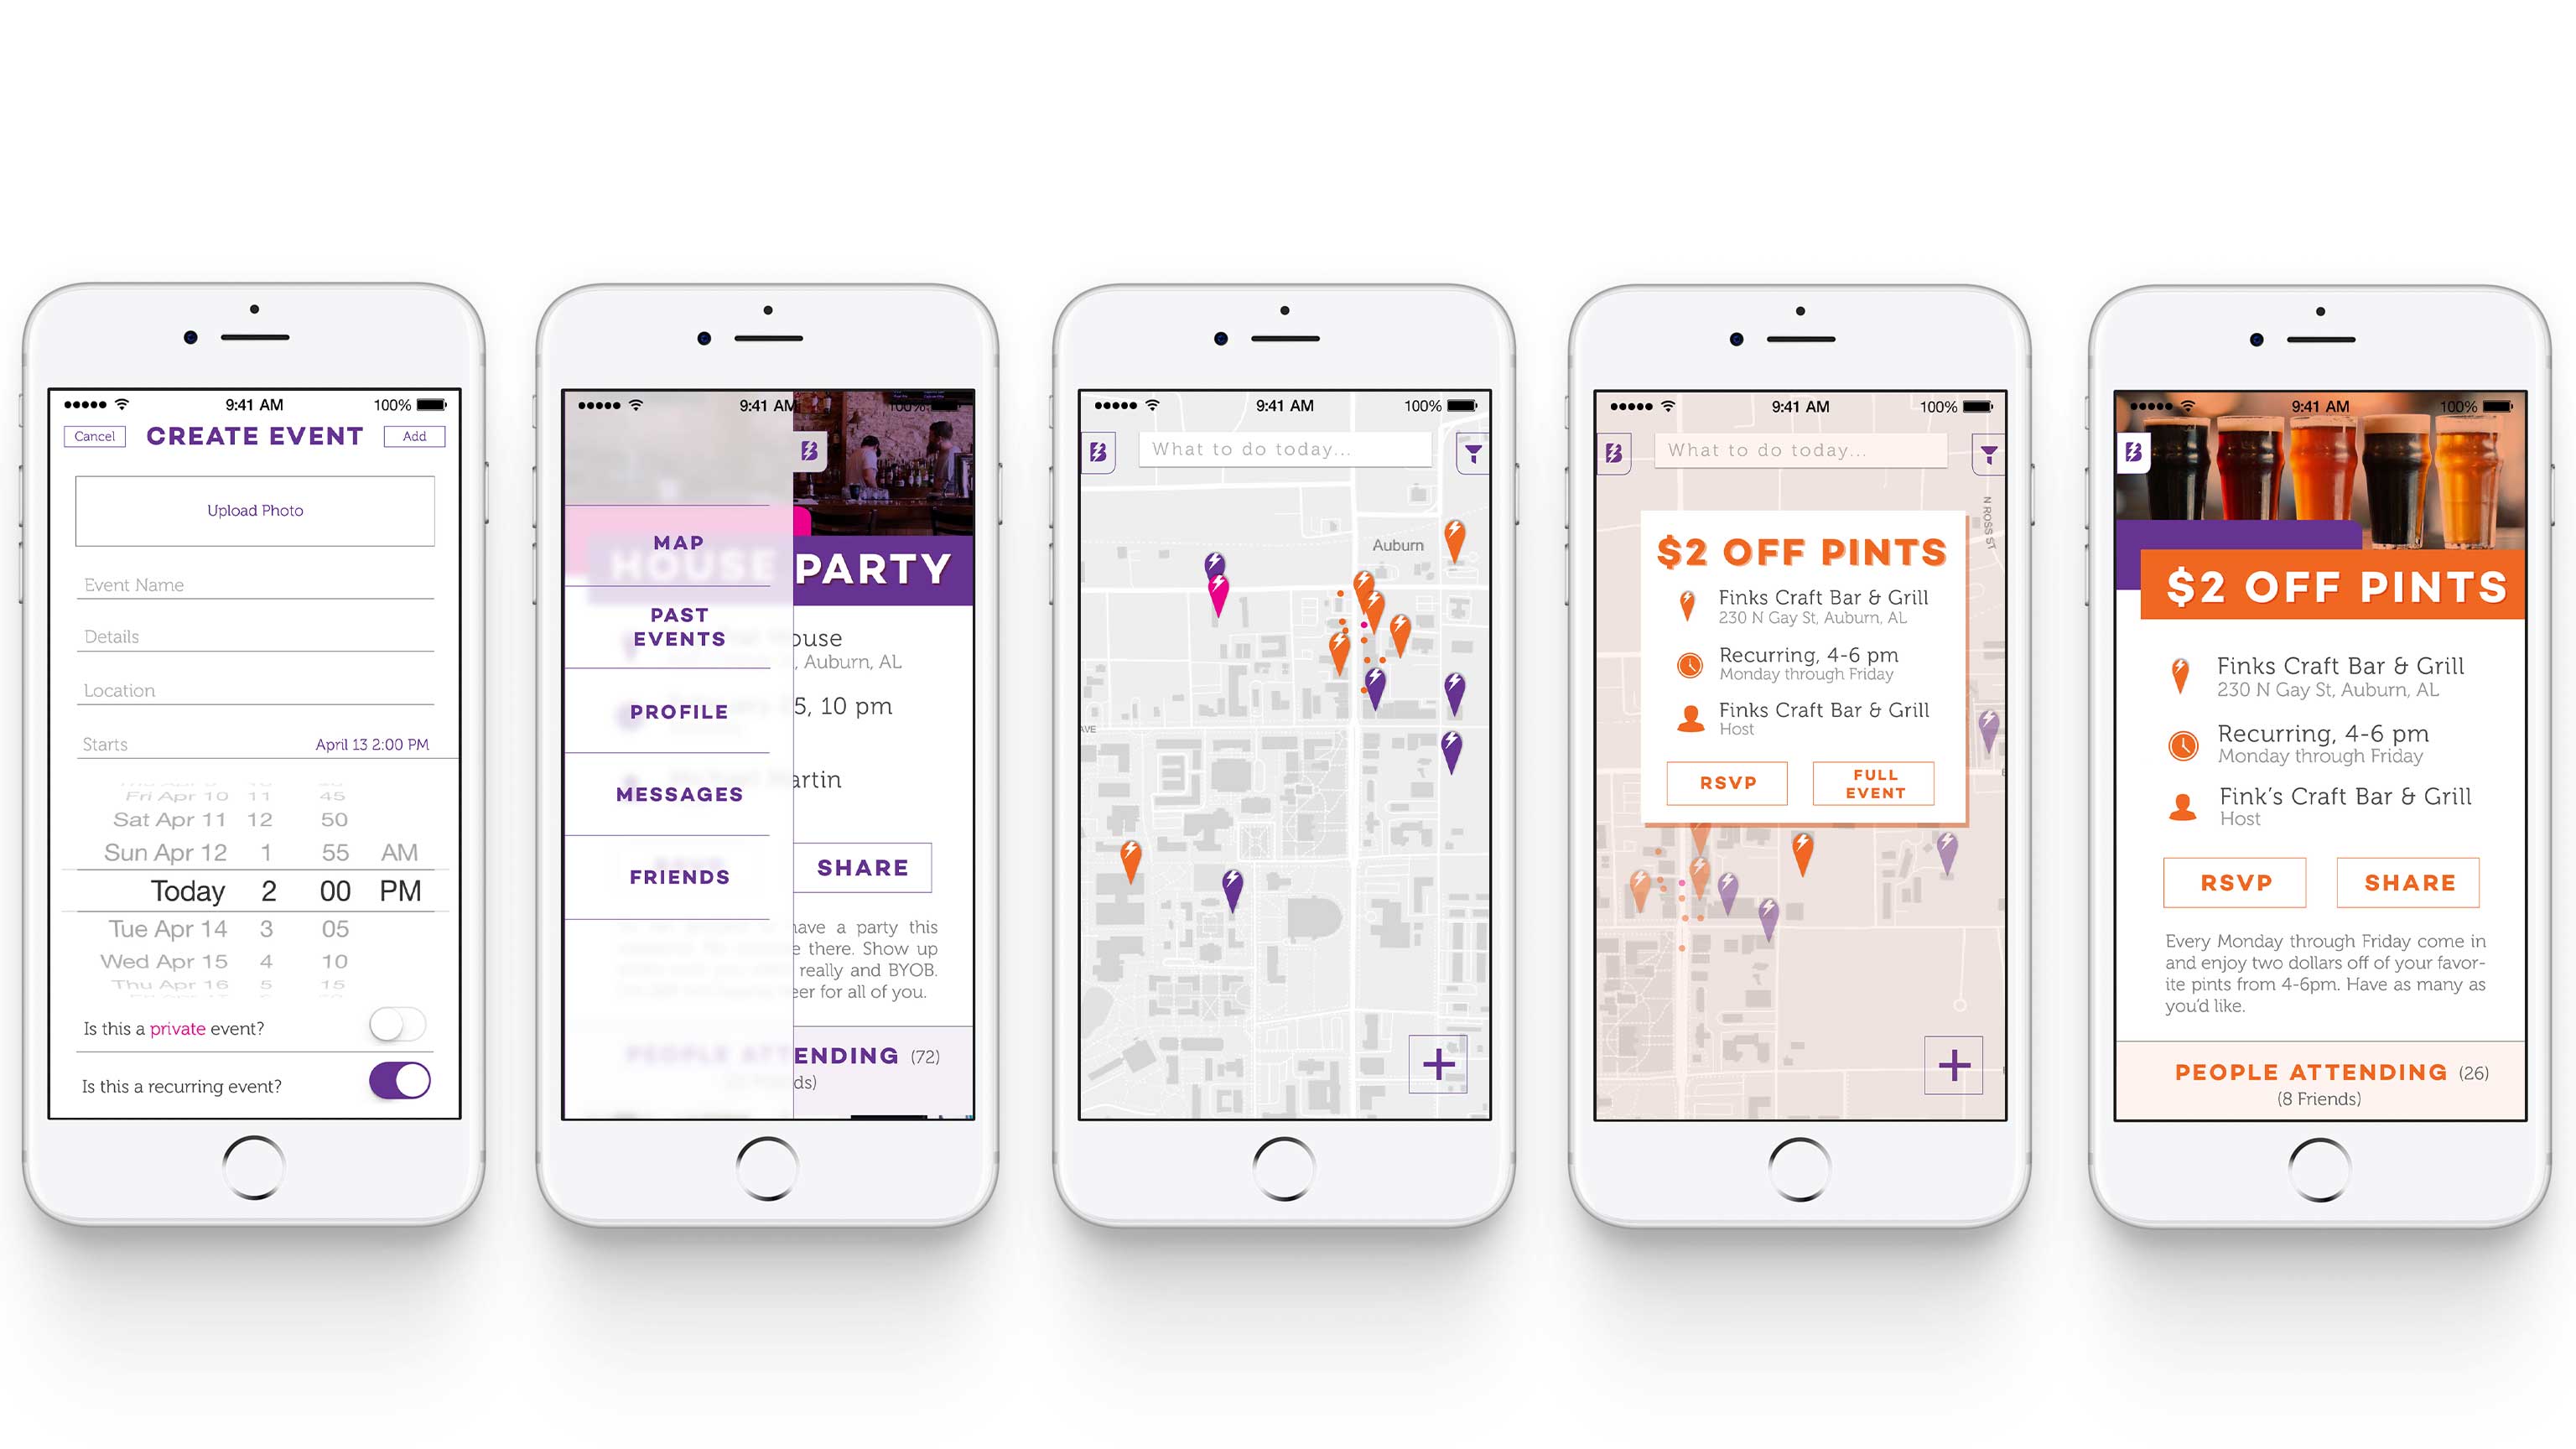 9:41 AM 100%
Cancel CREATE EVENT Add
Upload Photo
Event Name
Details
Location
Starts April 13 2:00 PM
Fri Apr 10 11 45
Sat Apr 11 12 50
Sun Apr 12 1 55 AM
Today 2 00 PM
Tue Apr 14 3 05
Wed Apr 15 4 10
Thu Apr 16 5 15
Is this a private event?
Is this a recurring event?
9:41 AM 100%
MAP
HOUSE PARTY
PAST
EVENTS
ouse
, Auburn, AL
PROFILE
5, 10 pm
MESSAGES
artin
FRIENDS
SHARE
have a party this
e there. Show up
really and BYOB.
eer for all of you.
PEOPLE ATTENDING (72)
ds)
9:41 AM 100%
What to do today...
Auburn
AVE
9:41 AM 100%
What to do today...
N ROSS ST
$2 OFF PINTS
Finks Craft Bar & Grill
230 N Gay St, Auburn, AL
Recurring, 4-6 pm
Monday through Friday
Finks Craft Bar & Grill
Host
RSVP
FULL
EVENT
9:41 AM 100%
$2 OFF PINTS
Finks Craft Bar & Grill
230 N Gay St, Auburn, AL
Recurring, 4-6 pm
Monday through Friday
Fink's Craft Bar & Grill
Host
RSVP SHARE
Every Monday through Friday come in
and enjoy two dollars off of your favor-
ite pints from 4-6pm. Have as many as
you'd like.
PEOPLE ATTENDING (26)
(8 Friends)